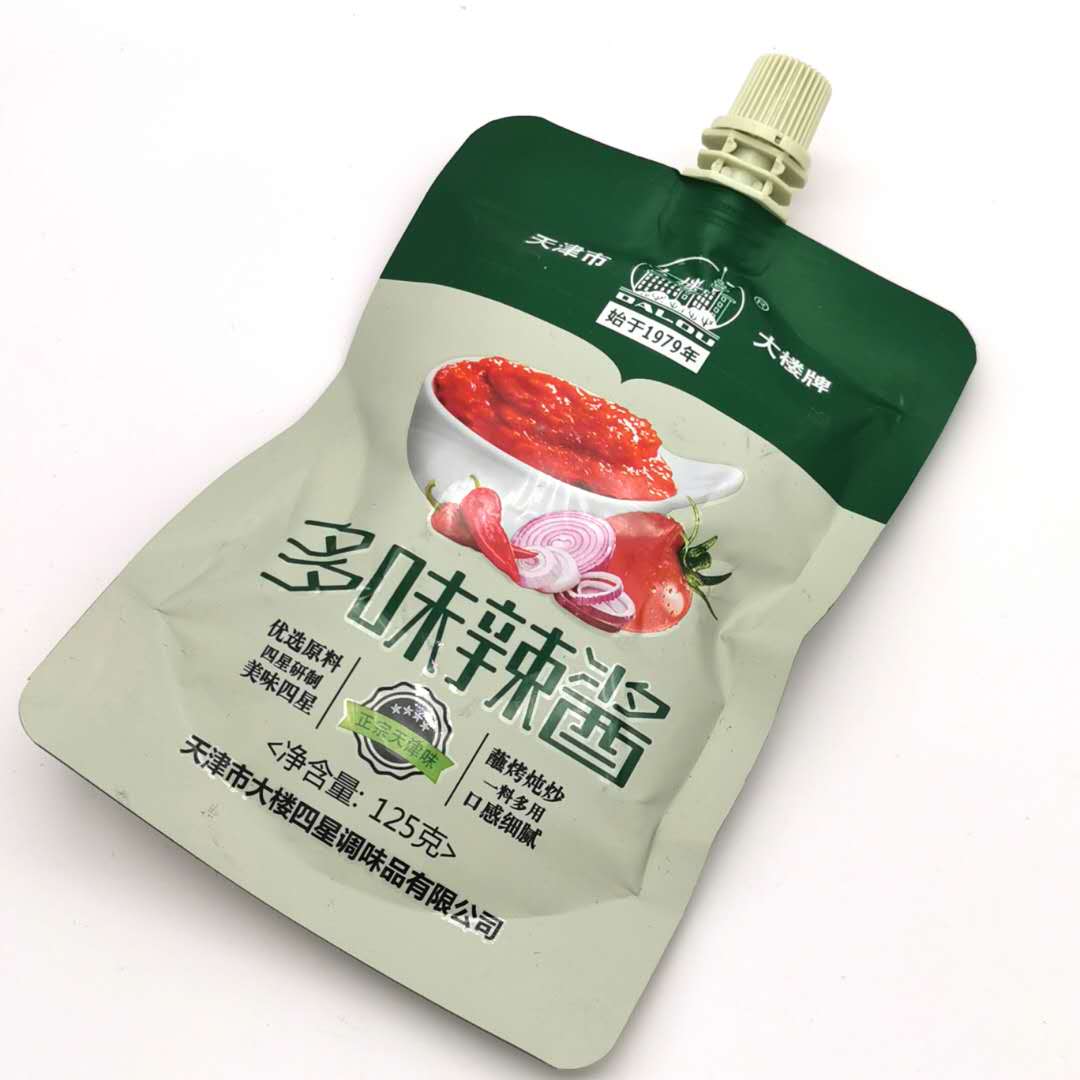 天津市
DALOU
®
大楼牌
始于1979年
多味辣酱
优选原料
四星研制
美味四星
正宗天津味
蘸烤炖炒
一料多用
口感细腻
<净含量: 125克>
天津市大楼四星调味品有限公司